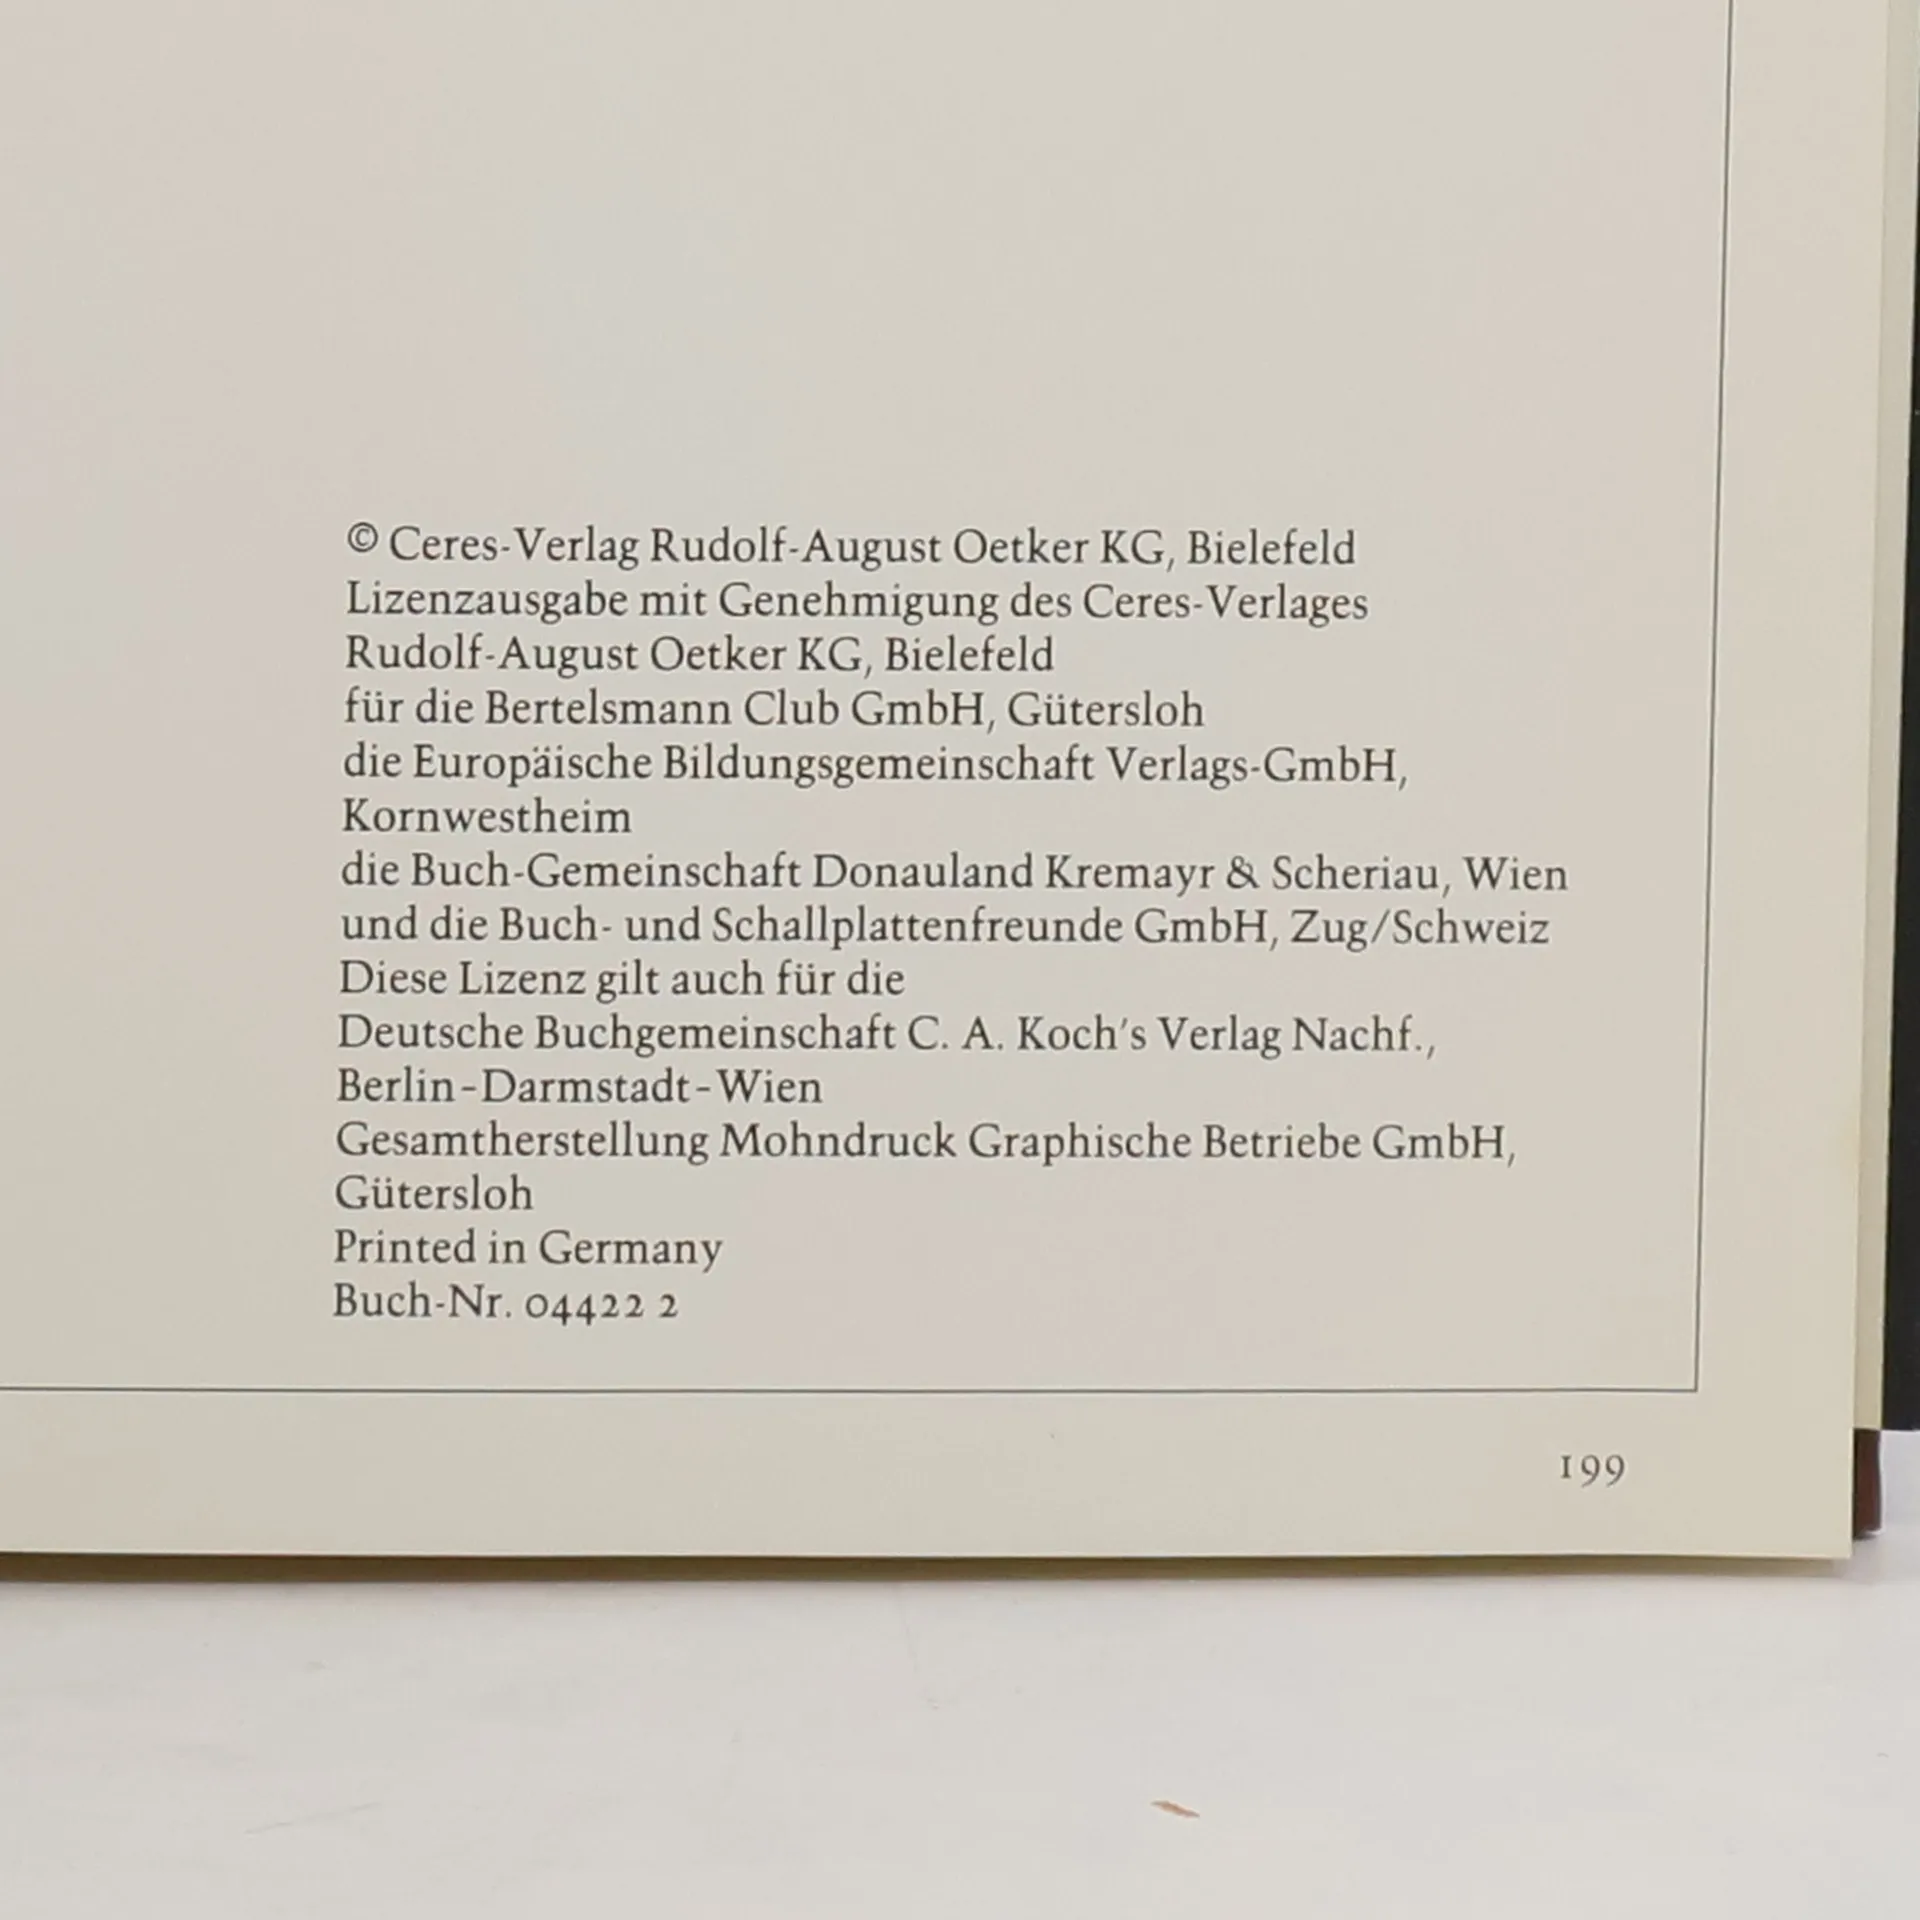 © Ceres-Verlag Rudolf-August Oetker KG, Bielefeld
Lizenzausgabe mit Genehmigung des Ceres-Verlages
Rudolf-August Oetker KG, Bielefeld
für die Bertelsmann Club GmbH, Gütersloh
die Europäische Bildungsgemeinschaft Verlags-GmbH,
Kornwestheim
die Buch-Gemeinschaft Donauland Kremayr & Scheriau, Wien
und die Buch- und Schallplattenfreunde GmbH, Zug/Schweiz
Diese Lizenz gilt auch für die
Deutsche Buchgemeinschaft C. A. Koch's Verlag Nachf.,
Berlin–Darmstadt–Wien
Gesamtherstellung Mohndruck Graphische Betriebe GmbH,
Gütersloh
Printed in Germany
Buch-Nr. 04422 2
199